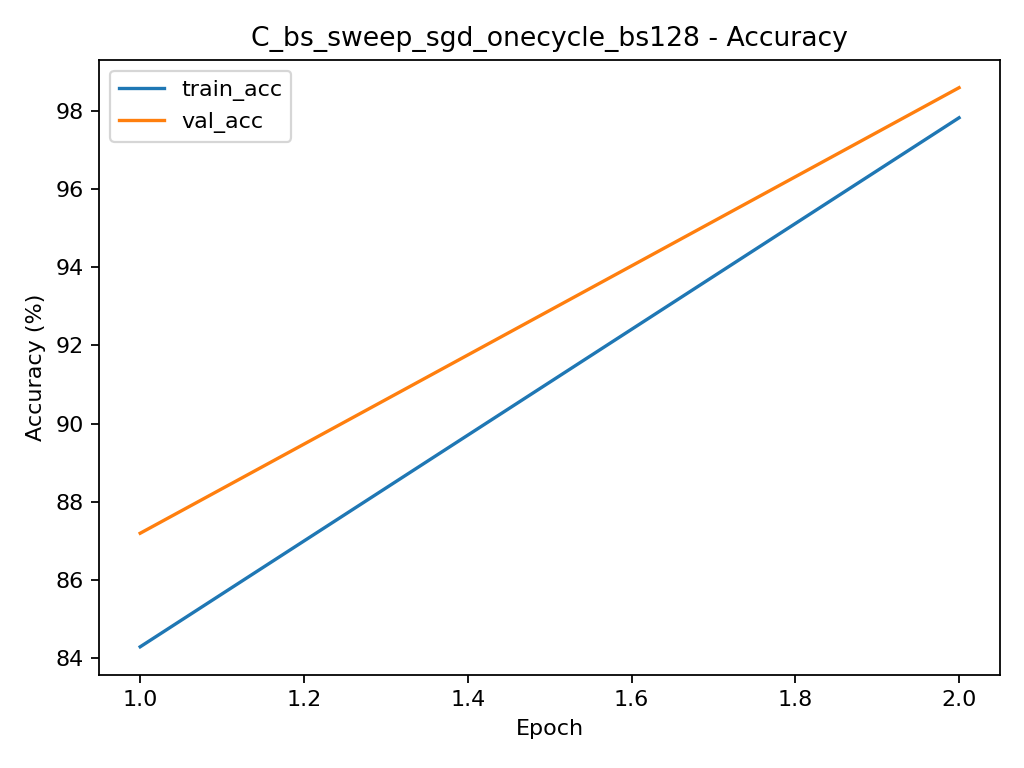 C_bs_sweep_sgd_onecycle_bs128 - Accuracy
train_acc
val_acc
98
96
94
92
90
88
86
84
Accuracy (%)
1.0 1.2 1.4 1.6 1.8 2.0
Epoch